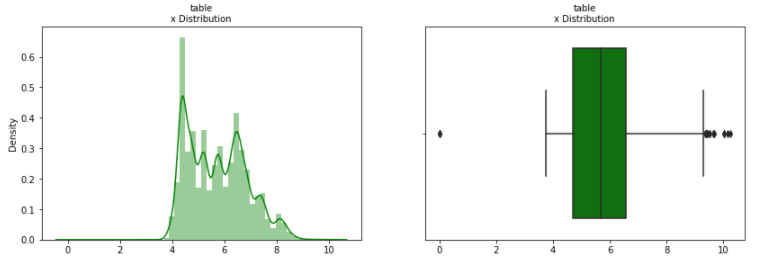 table
x Distribution
Density
0.6
0.5
0.4
0.3
0.2
0.1
0.0
0 2 4 6 8 10
table
x Distribution
0 2 4 6 8 10